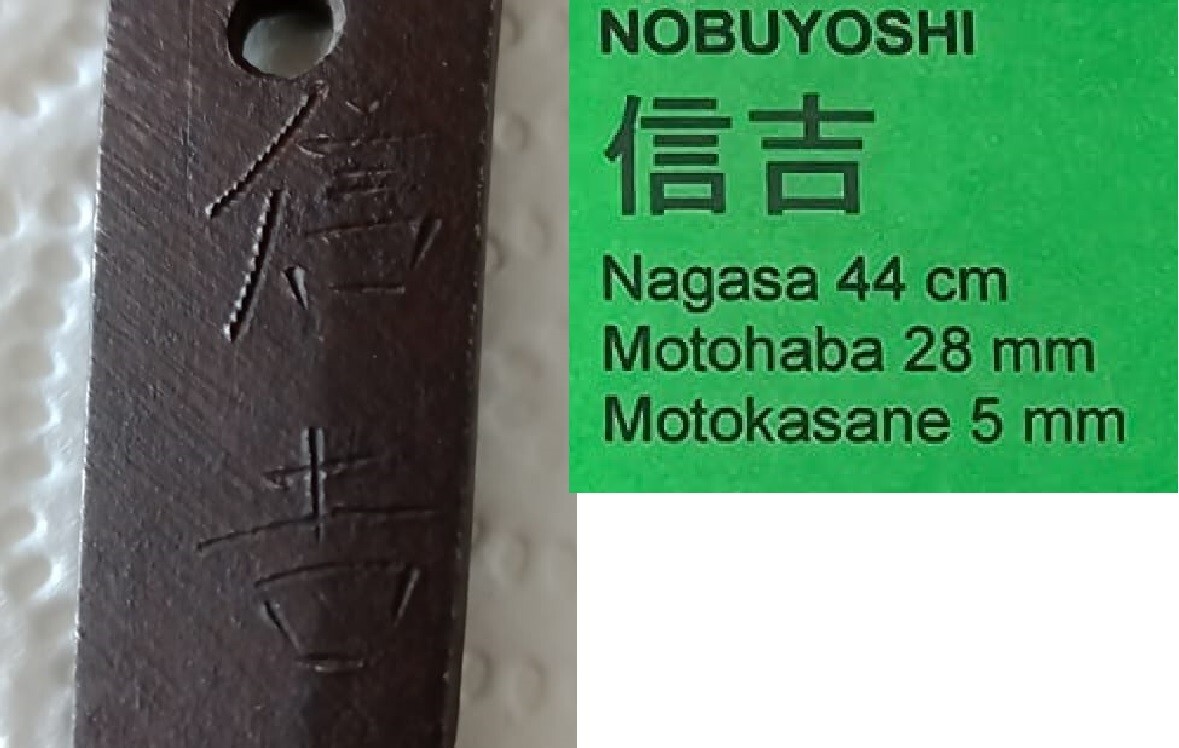 信吉
NOBUYOSHI
信吉
Nagasa 44 cm
Motohaba 28 mm
Motokasane 5 mm